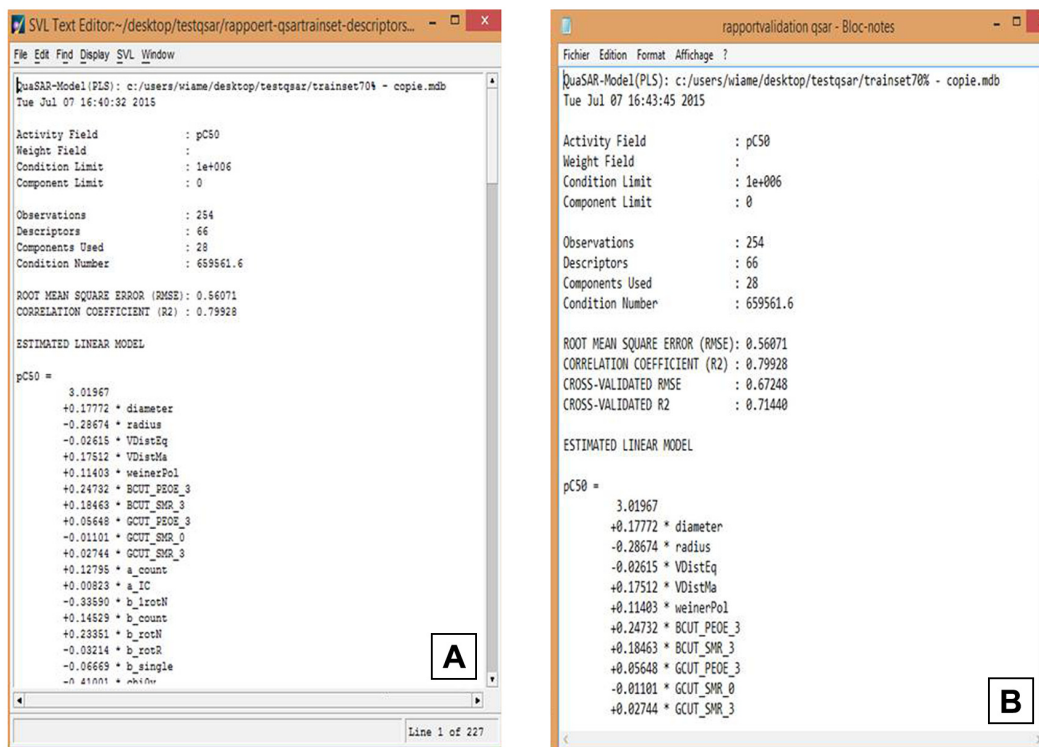 SVL Text Editor:~/desktop/testqsar/rappoert-qsartrainset-descriptors...
File Edit Find Display SVL Window
QuaSAR-Model(PLS): c:/users/wiame/desktop/testqsar/trainset70% - copie.mdb
Tue Jul 07 16:40:32 2015
Activity Field : pC50
Weight Field :
Condition Limit : 1e+006
Component Limit : 0
Observations : 254
Descriptors : 66
Components Used : 28
Condition Number : 659561.6
ROOT MEAN SQUARE ERROR (RMSE): 0.56071
CORRELATION COEFFICIENT (R2) : 0.79928
ESTIMATED LINEAR MODEL
pC50 =
3.01967
+0.17772 * diameter
-0.28674 * radius
-0.02615 * VDistEq
+0.17512 * VDistMa
+0.11403 * weinerPol
+0.24732 * BCUT_PEOE_3
+0.18463 * BCUT_SMR_3
+0.05648 * GCUT_PEOE_3
-0.01101 * GCUT_SMR_0
+0.02744 * GCUT_SMR_3
+0.12795 * a_count
+0.00823 * a_IC
-0.33590 * b_1rotN
+0.14529 * b_count
+0.23351 * b_rotN
-0.03214 * b_rotR
-0.06669 * b_single
-0.41001 * chi0v
Line 1 of 227
A
rapportvalidation qsar - Bloc-notes
Fichier Edition Format Affichage ?
QuaSAR-Model(PLS): c:/users/wiame/desktop/testqsar/trainset70% - copie.mdb
Tue Jul 07 16:43:45 2015
Activity Field : pC50
Weight Field :
Condition Limit : 1e+006
Component Limit : 0
Observations : 254
Descriptors : 66
Components Used : 28
Condition Number : 659561.6
ROOT MEAN SQUARE ERROR (RMSE): 0.56071
CORRELATION COEFFICIENT (R2) : 0.79928
CROSS-VALIDATED RMSE : 0.67248
CROSS-VALIDATED R2 : 0.71440
ESTIMATED LINEAR MODEL
pC50 =
3.01967
+0.17772 * diameter
-0.28674 * radius
-0.02615 * VDistEq
+0.17512 * VDistMa
+0.11403 * weinerPol
+0.24732 * BCUT_PEOE_3
+0.18463 * BCUT_SMR_3
+0.05648 * GCUT_PEOE_3
-0.01101 * GCUT_SMR_0
+0.02744 * GCUT_SMR_3
B